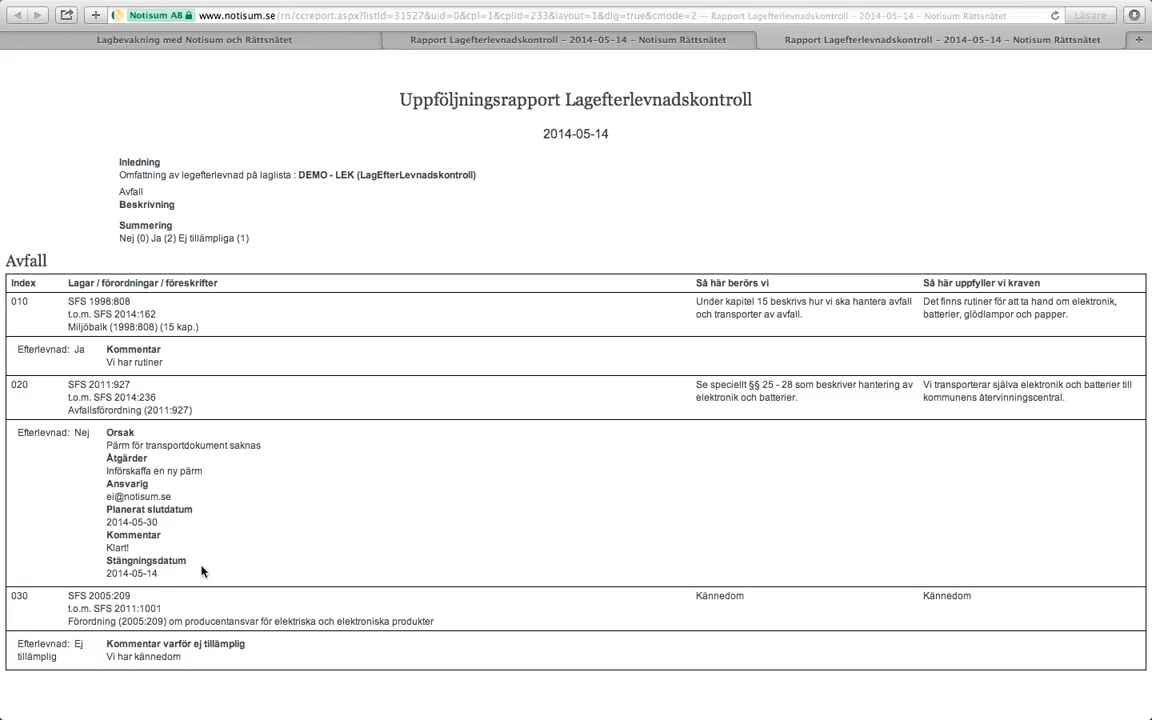 Notisum AB www.notisum.se/rn/ccreport.aspx?listId=31527&uid=0&cpl=1&cplid=233&layout=1&dlg=true&cmode=2 — Rapport Lagefterlevnadskontroll – 2014-05-14 – Notisum Rättsnätet Läsare
Lagbevakning med Notisum och Rättsnätet Rapport Lagefterlevnadskontroll – 2014-05-14 – Notisum Rättsnätet Rapport Lagefterlevnadskontroll – 2014-05-14 – Notisum Rättsnätet
Uppföljningsrapport Lagefterlevnadskontroll
2014-05-14
Inledning
Omfattning av legefterlevnad på laglista : DEMO - LEK (LagEfterLevnadskontroll)
Avfall
Beskrivning
Summering
Nej (0) Ja (2) Ej tillämpliga (1)
Avfall
Index Lagar / förordningar / föreskrifter Så här berörs vi Så här uppfyller vi kraven
010 SFS 1998:808 Under kapitel 15 beskrivs hur vi ska hantera avfall Det finns rutiner för att ta hand om elektronik,
t.o.m. SFS 2014:162 och transporter av avfall. batterier, glödlampor och papper.
Miljöbalk (1998:808) (15 kap.)
Efterlevnad: Ja Kommentar
Vi har rutiner
020 SFS 2011:927 Se speciellt §§ 25 - 28 som beskriver hantering av Vi transporterar själva elektronik och batterier till
t.o.m. SFS 2014:236 elektronik och batterier. kommunens återvinningscentral.
Avfallsförordning (2011:927)
Efterlevnad: Nej Orsak
Pärm för transportdokument saknas
Åtgärder
Införskaffa en ny pärm
Ansvarig
ei@notisum.se
Planerat slutdatum
2014-05-30
Kommentar
Klart!
Stängningsdatum
2014-05-14
030 SFS 2005:209 Kännedom Kännedom
t.o.m. SFS 2011:1001
Förordning (2005:209) om producentansvar för elektriska och elektroniska produkter
Efterlevnad: Ej Kommentar varför ej tillämplig
tillämplig Vi har kännedom